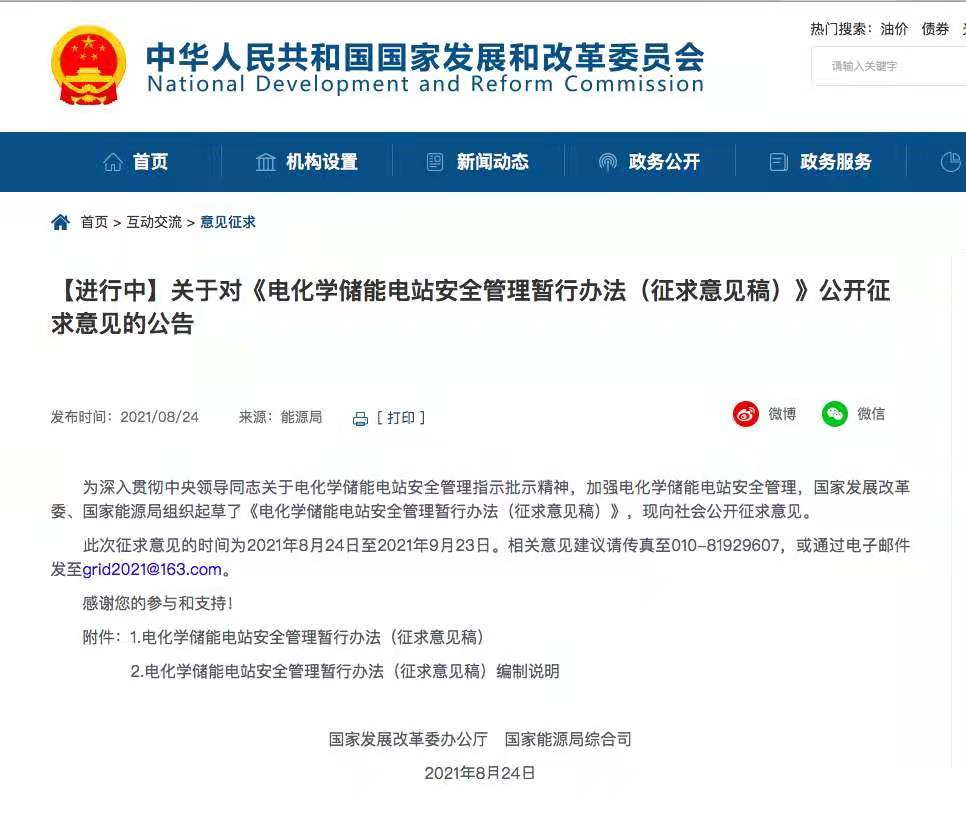 热门搜索：油价 债券
中华人民共和国国家发展和改革委员会
National Development and Reform Commission
请输入关键字
首页 机构设置 新闻动态 政务公开 政务服务
首页 > 互动交流 > 意见征求
【进行中】关于对《电化学储能电站安全管理暂行办法（征求意见稿）》公开征
求意见的公告
发布时间：2021/08/24 来源：能源局 [ 打印 ] 微博 微信
为深入贯彻中央领导同志关于电化学储能电站安全管理指示批示精神，加强电化学储能电站安全管理，国家发展改革
委、国家能源局组织起草了《电化学储能电站安全管理暂行办法（征求意见稿）》，现向社会公开征求意见。
此次征求意见的时间为2021年8月24日至2021年9月23日。相关意见建议请传真至010-81929607，或通过电子邮件
发至grid2021@163.com。
感谢您的参与和支持！
附件：1.电化学储能电站安全管理暂行办法（征求意见稿）
2.电化学储能电站安全管理暂行办法（征求意见稿）编制说明
国家发展改革委办公厅 国家能源局综合司
2021年8月24日